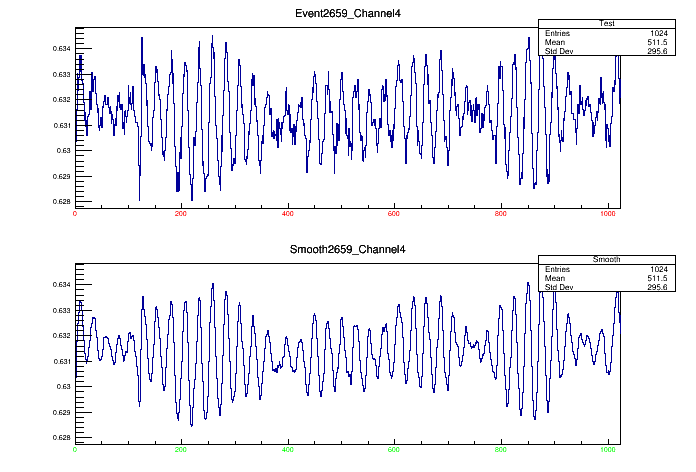 Event2659_Channel4
Test
Entries 1024
Mean 511.5
Std Dev 295.6
0.634
0.633
0.632
0.631
0.63
0.629
0.628
0 200 400 600 800 1000
Smooth2659_Channel4
Smooth
Entries 1024
Mean 511.5
Std Dev 295.6
0.634
0.633
0.632
0.631
0.63
0.629
0.628
0 200 400 600 800 1000